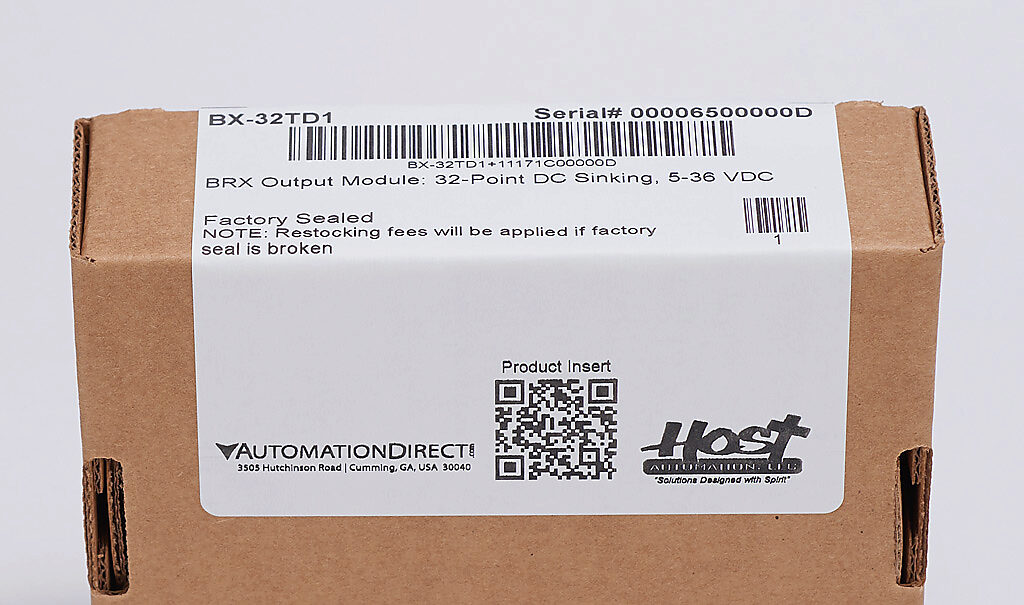 BX-32TD1
Serial# 00006500000D
BX-32TD1+11171C00000D
BRX Output Module: 32-Point DC Sinking, 5-36 VDC
Factory Sealed
NOTE: Restocking fees will be applied if factory
seal is broken
1
Product Insert
AUTOMATIONDIRECT.com
3505 Hutchinson Road | Cumming, GA, USA 30040
HOST
AUTOMATION, LLC
"Solutions Designed with Spirit"